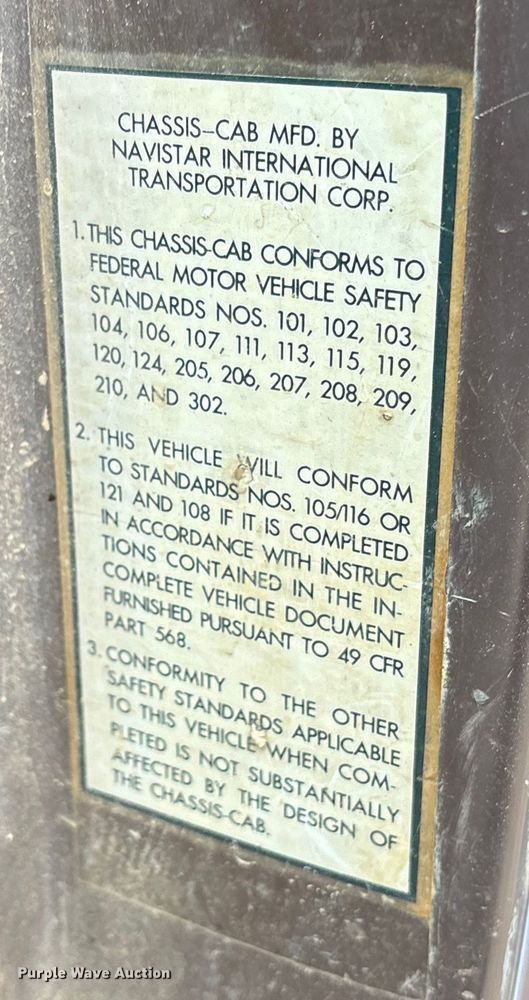 CHASSIS-CAB MFD. BY
NAVISTAR INTERNATIONAL
TRANSPORTATION CORP.
1. THIS CHASSIS-CAB CONFORMS TO
FEDERAL MOTOR VEHICLE SAFETY
STANDARDS NOS. 101, 102, 103,
104, 106, 107, 111, 113, 115, 119,
120, 124, 205, 206, 207, 208, 209,
210, AND 302.
2. THIS VEHICLE WILL CONFORM
TO STANDARDS NOS. 105/116 OR
121 AND 108 IF IT IS COMPLETED
IN ACCORDANCE WITH INSTRUC-
TIONS CONTAINED IN THE IN-
COMPLETE VEHICLE DOCUMENT
FURNISHED PURSUANT TO 49 CFR
PART 568.
3. CONFORMITY TO THE OTHER
SAFETY STANDARDS APPLICABLE
TO THIS VEHICLE WHEN COM-
PLETED IS NOT SUBSTANTIALLY
AFFECTED BY THE DESIGN OF
THE CHASSIS-CAB.
Purple Wave Auction